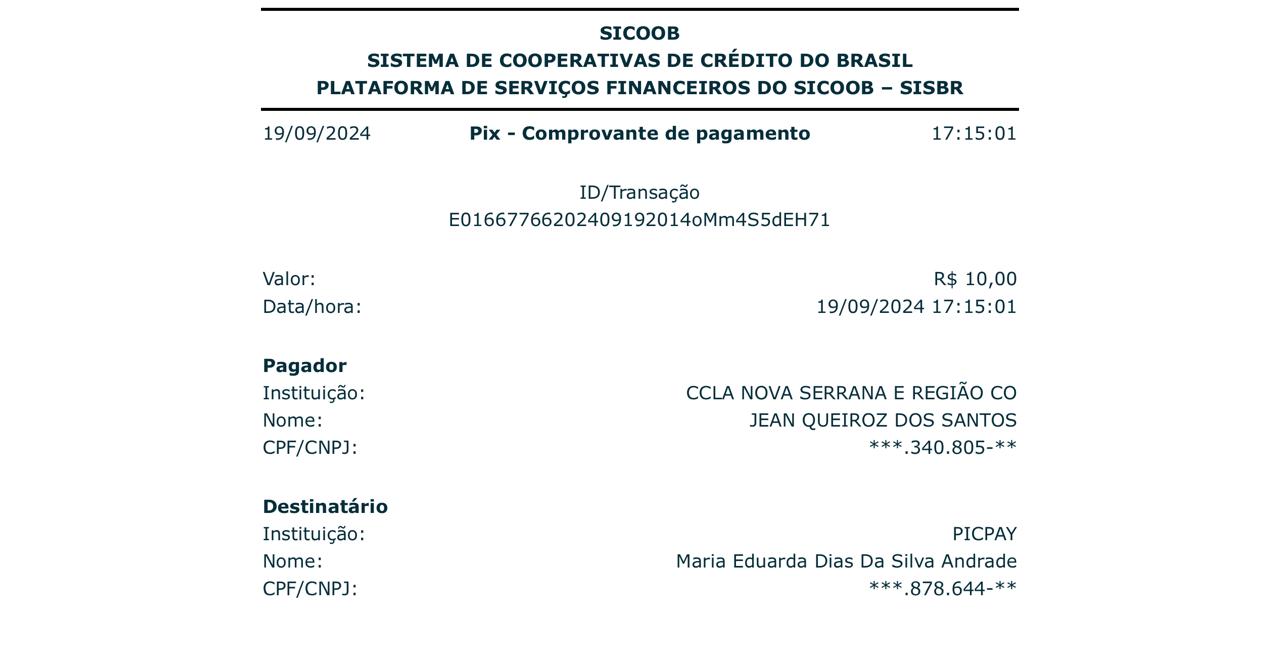 SICOOB
SISTEMA DE COOPERATIVAS DE CRÉDITO DO BRASIL
PLATAFORMA DE SERVIÇOS FINANCEIROS DO SICOOB – SISBR
19/09/2024 Pix - Comprovante de pagamento 17:15:01
ID/Transação
E01667766202409192014oMm4S5dEH71
Valor: R$ 10,00
Data/hora: 19/09/2024 17:15:01
Pagador
Instituição: CCLA NOVA SERRANA E REGIÃO CO
Nome: JEAN QUEIROZ DOS SANTOS
CPF/CNPJ: ***.340.805-**
Destinatário
Instituição: PICPAY
Nome: Maria Eduarda Dias Da Silva Andrade
CPF/CNPJ: ***.878.644-**